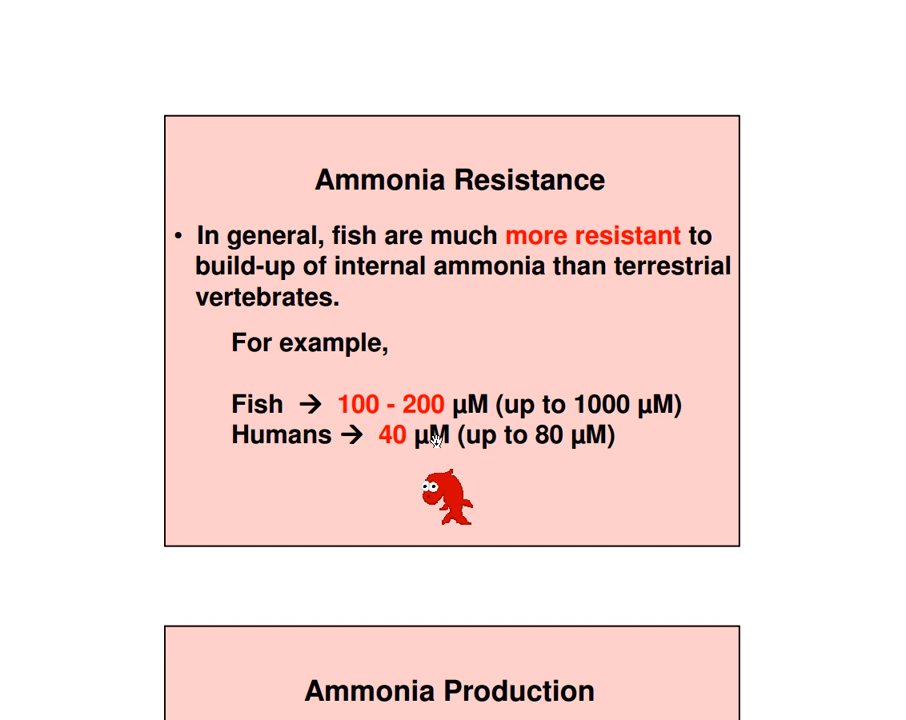 Ammonia Resistance
• In general, fish are much more resistant to
build-up of internal ammonia than terrestrial
vertebrates.
For example,
Fish → 100 - 200 µM (up to 1000 µM)
Humans → 40 µM (up to 80 µM)
Ammonia Production